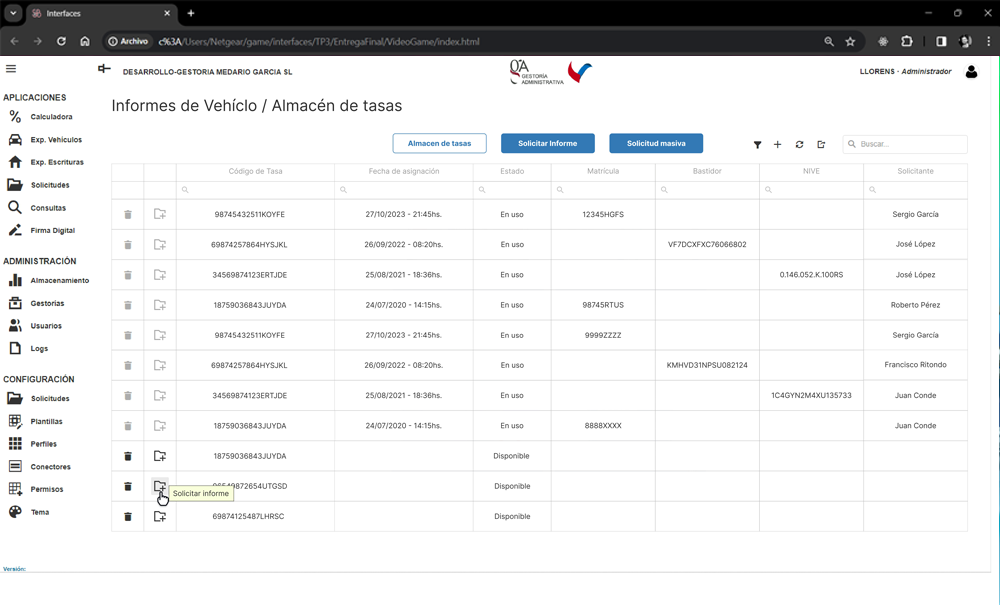 Interfaces
Archivo c%3A/Users/Netgear/game/interfaces/TP3/EntregaFinal/VideoGame/index.html
DESARROLLO-GESTORIA MEDARIO GARCIA SL
GESTORÍA
ADMINISTRATIVA
LLORENS - Administrador
APLICACIONES
Calculadora
Exp. Vehículos
Exp. Escrituras
Solicitudes
Consultas
Firma Digital
ADMINISTRACIÓN
Almacenamiento
Gestorías
Usuarios
Logs
CONFIGURACIÓN
Solicitudes
Plantillas
Perfiles
Conectores
Permisos
Tema
Versión:
Informes de Vehíclo / Almacén de tasas
Almacen de tasas Solicitar Informe Solicitud masiva Buscar...
Código de Tasa Fecha de asignación Estado Matrícula Bastidor NIVE Solicitante
98745432511KOYFE 27/10/2023 - 21:45hs. En uso 12345HGFS Sergio García
69874257864HYSJKL 26/09/2022 - 08:20hs. En uso VF7DCXFXC76066802 José López
34569874123ERTJDE 25/08/2021 - 18:36hs. En uso 0.146.052.K.100RS José López
18759036843JUYDA 24/07/2020 - 14:15hs. En uso 98745RTUS Roberto Pérez
98745432511KOYFE 27/10/2023 - 21:45hs. En uso 9999ZZZZ Sergio García
69874257864HYSJKL 26/09/2022 - 08:20hs. En uso KMHVD31NPSU082124 Francisco Ritondo
34569874123ERTJDE 25/08/2021 - 18:36hs. En uso 1C4GYN2M4XU135733 Juan Conde
18759036843JUYDA 24/07/2020 - 14:15hs. En uso 8888XXXX Juan Conde
18759036843JUYDA Disponible
Disponible
Solicitar informe
69874125487LHRSC Disponible